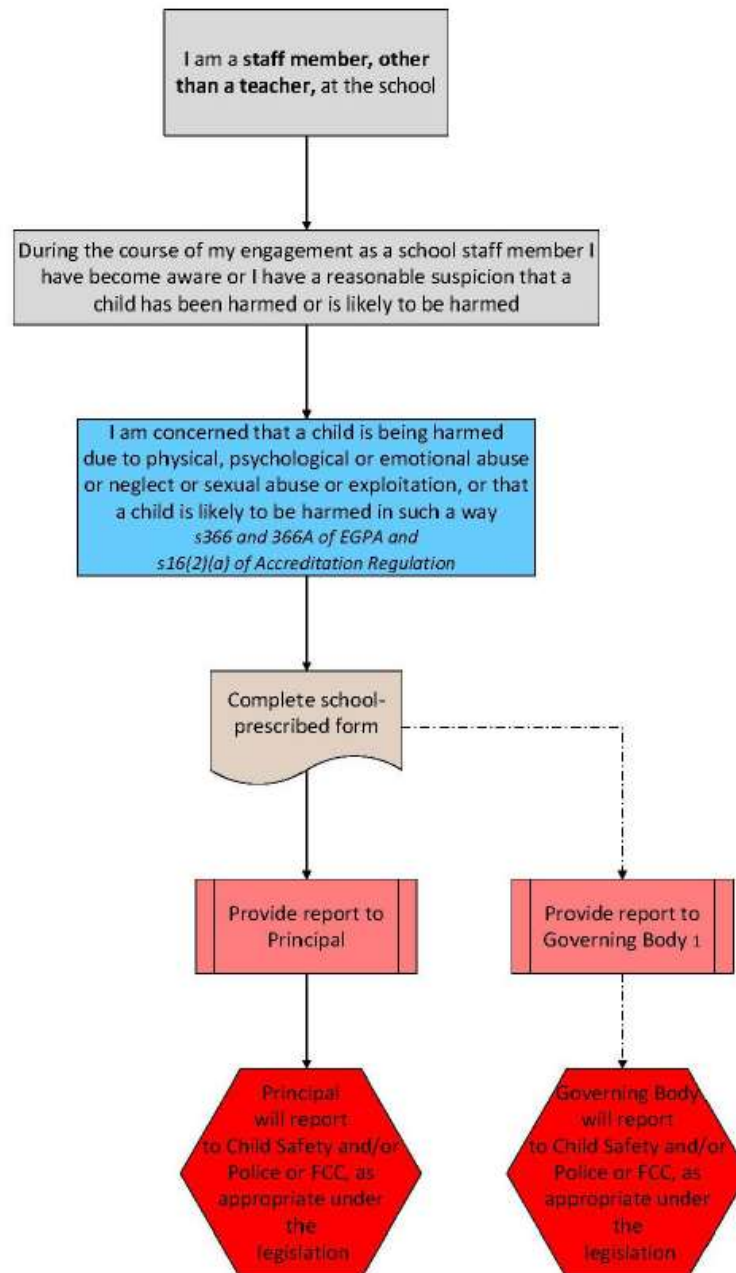 I am a staff member, other
than a teacher, at the school
During the course of my engagement as a school staff member I
have become aware or I have a reasonable suspicion that a
child has been harmed or is likely to be harmed
I am concerned that a child is being harmed
due to physical, psychological or emotional abuse
or neglect or sexual abuse or exploitation, or that
a child is likely to be harmed in such a way
s366 and 366A of EGPA and
s16(2)(a) of Accreditation Regulation
Complete school-
prescribed form
Provide report to
Principal
Provide report to
Governing Body 1
Principal
will report
to Child Safety and/or
Police or FCC, as
appropriate under
the
legislation
Governing Body
will report
to Child Safety and/or
Police or FCC, as
appropriate under
the
legislation